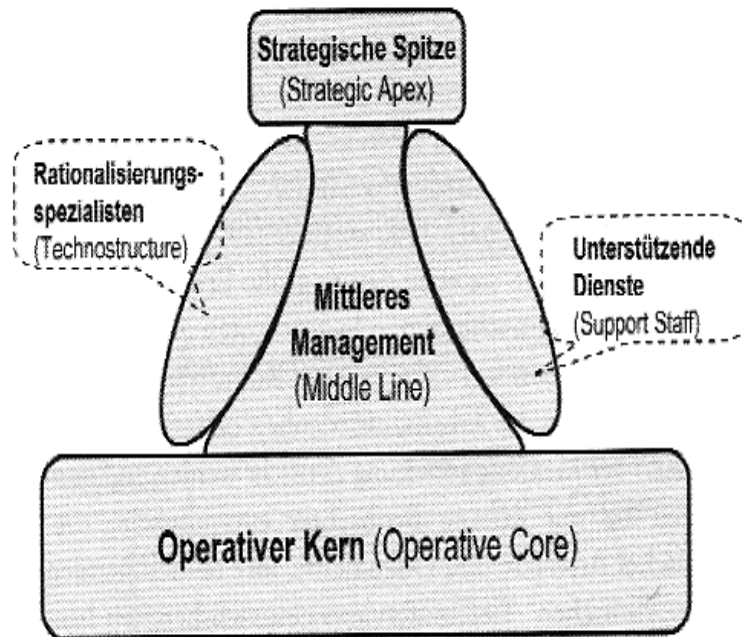 Strategische Spitze
(Strategic Apex)
Rationalisierungs-
spezialisten
(Technostructure)
Unterstützende
Dienste
(Support Staff)
Mittleres
Management
(Middle Line)
Operativer Kern (Operative Core)